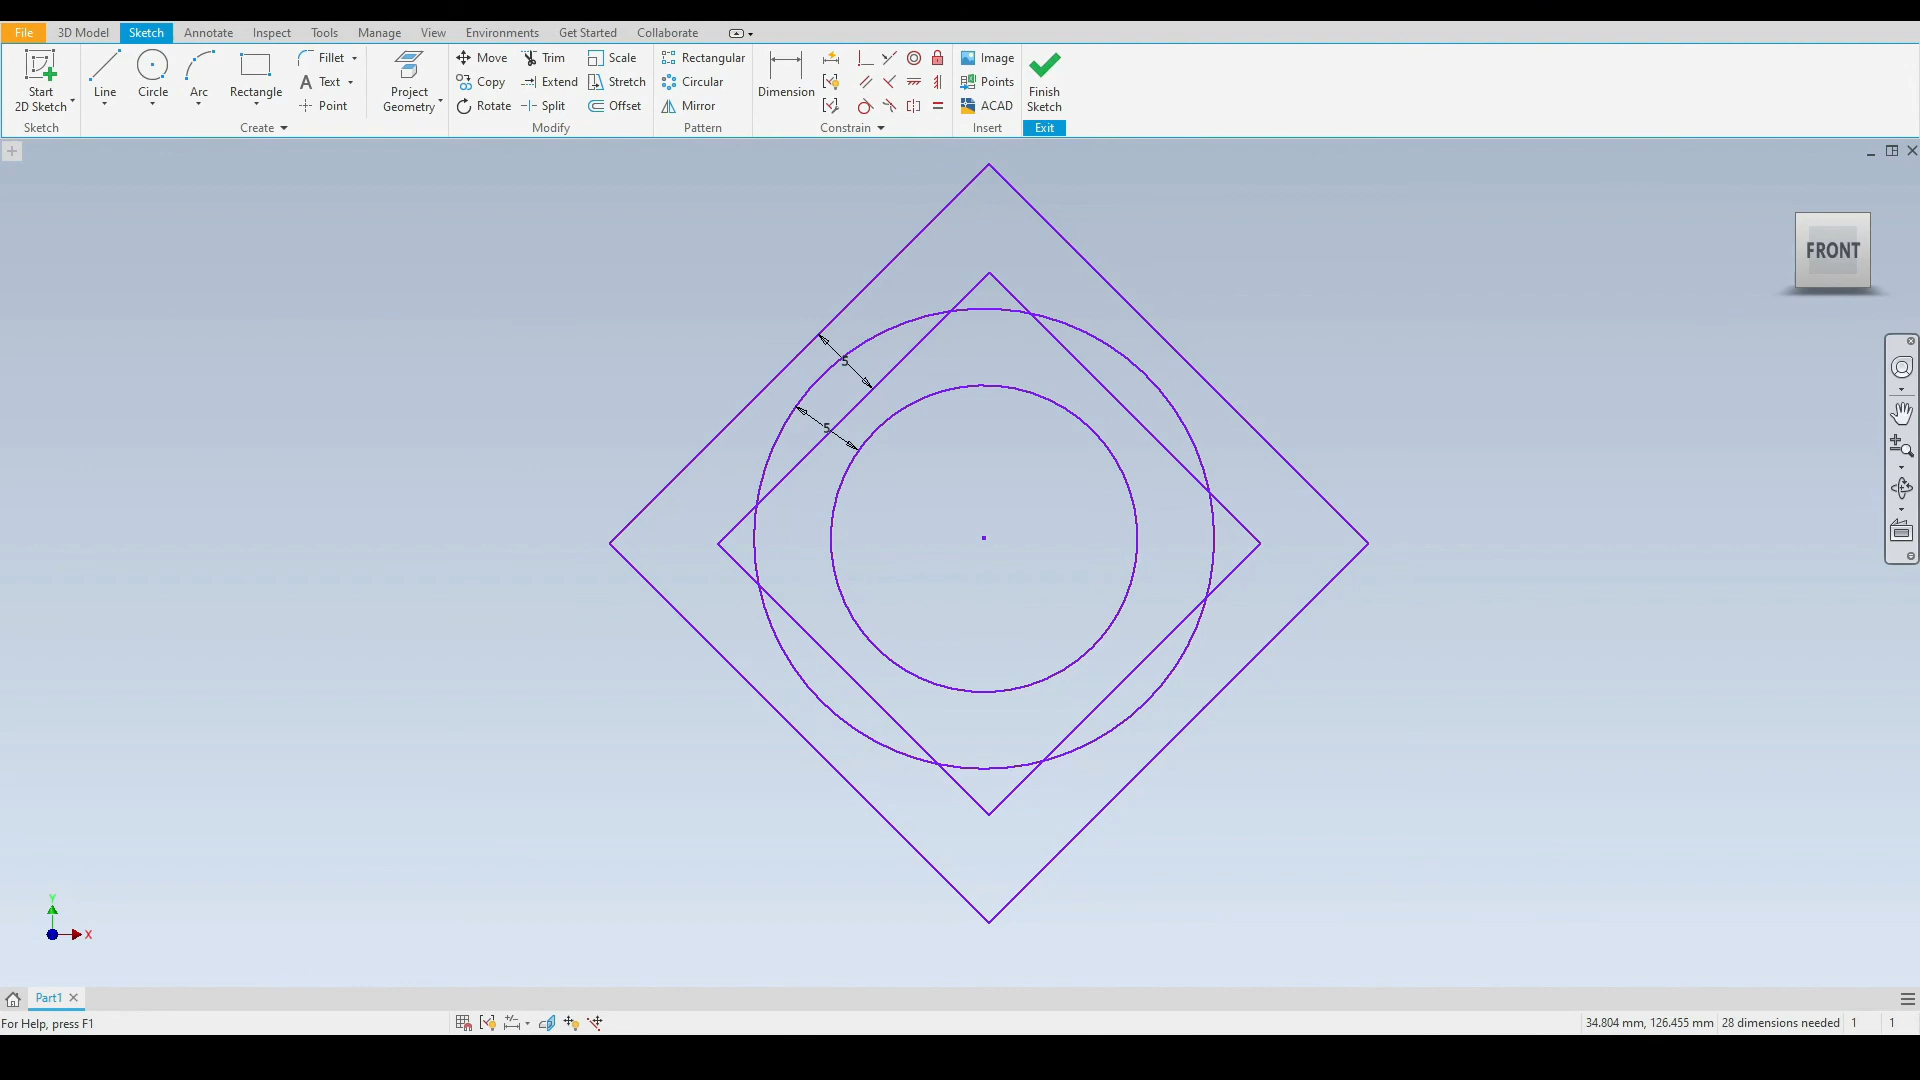 File 3D Model Sketch Annotate Inspect Tools Manage View Environments Get Started Collaborate
Start
2D Sketch
Line
Circle
Arc
Rectangle
Fillet
Text
Point
Project
Geometry
Move
Copy
Rotate
Trim
Extend
Split
Scale
Stretch
Offset
Rectangular
Circular
Mirror
Dimension
Image
Points
ACAD
Finish
Sketch
Sketch Create Modify Pattern Constrain Insert Exit
FRONT
5
5
Y
X
Part1
For Help, press F1
34.804 mm, 126.455 mm 28 dimensions needed 1 1